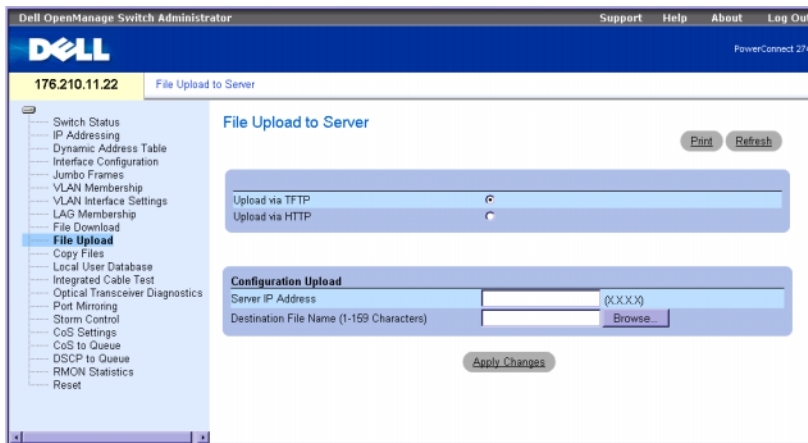 Dell OpenManage Switch Administrator
Support Help About Log Out
DELL
PowerConnect 274
176.210.11.22
File Upload to Server
Switch Status
IP Addressing
Dynamic Address Table
Interface Configuration
Jumbo Frames
VLAN Membership
VLAN Interface Settings
LAG Membership
File Download
File Upload
Copy Files
Local User Database
Integrated Cable Test
Optical Transceiver Diagnostics
Port Mirroring
Storm Control
CoS Settings
CoS to Queue
DSCP to Queue
RMON Statistics
Reset
File Upload to Server
Print Refresh
Upload via TFTP
Upload via HTTP
Configuration Upload
Server IP Address (X.X.X.X)
Destination File Name (1-159 Characters) Browse...
Apply Changes